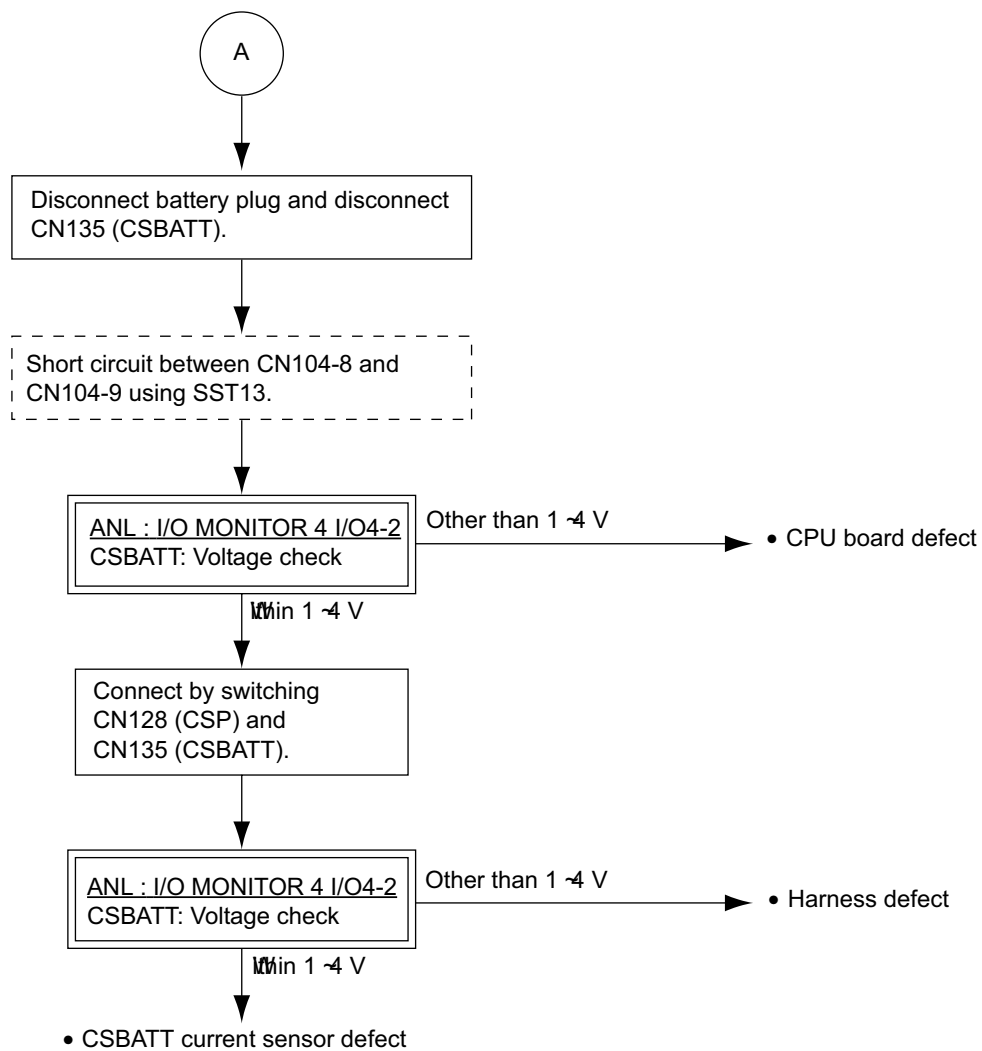 A
Disconnect battery plug and disconnect
CN135 (CSBATT).
Short circuit between CN104-8 and
CN104-9 using SST13.
ANL : I/O MONITOR 4 I/O4-2
CSBATT: Voltage check
Other than 1 ~4 V
• CPU board defect
Within 1 ~4 V
Connect by switching
CN128 (CSP) and
CN135 (CSBATT).
ANL : I/O MONITOR 4 I/O4-2
CSBATT: Voltage check
Other than 1 ~4 V
• Harness defect
Within 1 ~4 V
• CSBATT current sensor defect